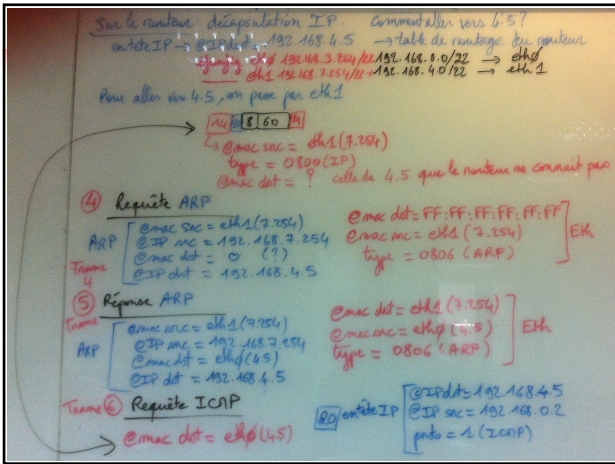 Sur le routeur : décapsulation IP. Comment aller vers 4.5 ?
entête IP → @IP dst = 192.168.4.5 → table de routage du routeur
eth0 192.168.3.254/22 192.168.0.0/22 → eth0
eth1 192.168.7.254/22 192.168.4.0/22 → eth1
Pour aller vers 4.5, on passe par eth1
14 20 8 60 4
↳ @mac src = eth1 (7.254)
type = 0800 (IP)
@mac dst = ? celle de 4.5 que le routeur ne connait pas
④ Requête ARP
ARP
@mac src = eth1 (7.254)
@IP src = 192.168.7.254
@mac dst = 0 (?)
@IP dst = 192.168.4.5
Trame 4
@mac dst = FF:FF:FF:FF:FF:FF
@mac src = eth1 (7.254)
type = 0806 (ARP)
Eth
⑤ Réponse ARP
Trame
ARP
@mac src = eth1 (7.254)
@IP src = 192.168.7.254
@mac dst = eth0 (4.5)
@IP dst = 192.168.4.5
@mac dst = eth1 (7.254)
@mac src = eth0 (4.5)
type = 0806 (ARP)
Eth
Trame ⑥ Requête ICMP
@mac dst = eth0 (4.5)
20 entête IP
@IP dst = 192.168.4.5
@IP src = 192.168.0.2
proto = 1 (ICMP)